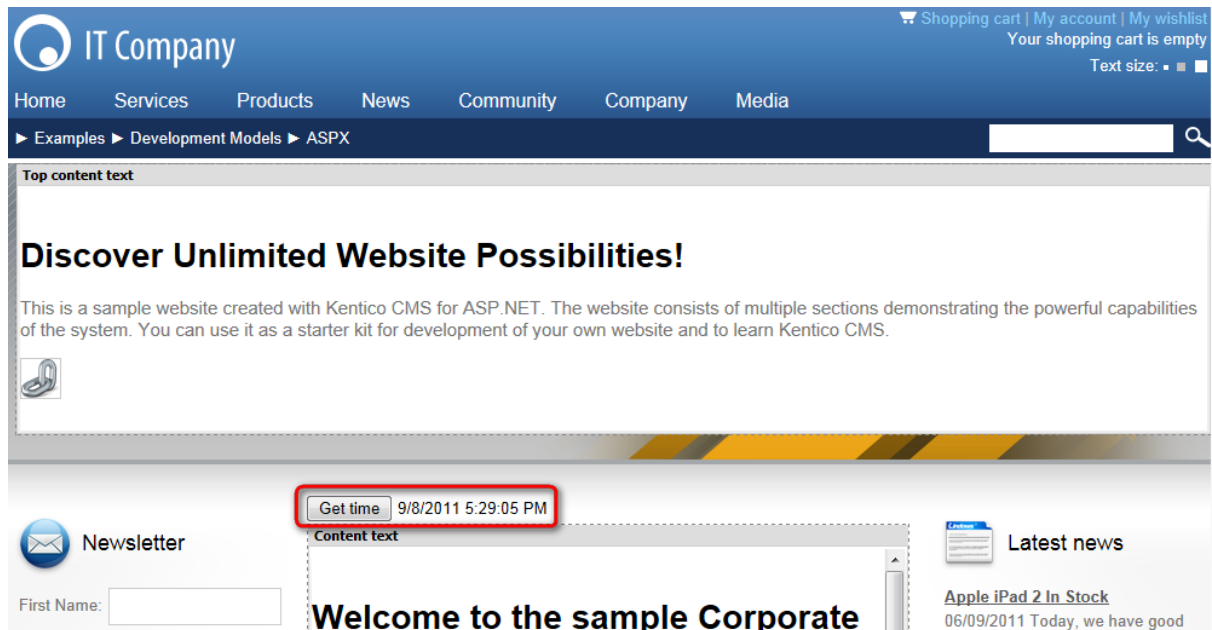 Shopping cart | My account | My wishlist
IT Company
Your shopping cart is empty
Text size:
Home Services Products News Community Company Media
► Examples ► Development Models ► ASPX
Top content text
Discover Unlimited Website Possibilities!
This is a sample website created with Kentico CMS for ASP.NET. The website consists of multiple sections demonstrating the powerful capabilities
of the system. You can use it as a starter kit for development of your own website and to learn Kentico CMS.
Get time 9/8/2011 5:29:05 PM
Content text
Newsletter
Latest news
First Name:
Welcome to the sample Corporate
Apple iPad 2 In Stock
06/09/2011 Today, we have good